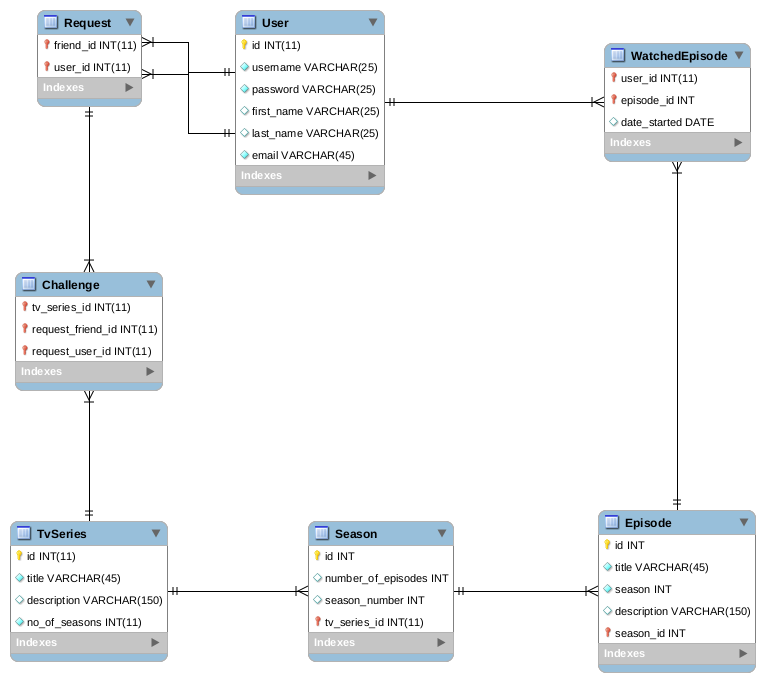 Request
friend_id INT(11)
user_id INT(11)
Indexes
User
id INT(11)
username VARCHAR(25)
password VARCHAR(25)
first_name VARCHAR(25)
last_name VARCHAR(25)
email VARCHAR(45)
Indexes
WatchedEpisode
user_id INT(11)
episode_id INT
date_started DATE
Indexes
Challenge
tv_series_id INT(11)
request_friend_id INT(11)
request_user_id INT(11)
Indexes
TvSeries
id INT(11)
title VARCHAR(45)
description VARCHAR(150)
no_of_seasons INT(11)
Indexes
Season
id INT
number_of_episodes INT
season_number INT
tv_series_id INT(11)
Indexes
Episode
id INT
title VARCHAR(45)
season INT
description VARCHAR(150)
season_id INT
Indexes